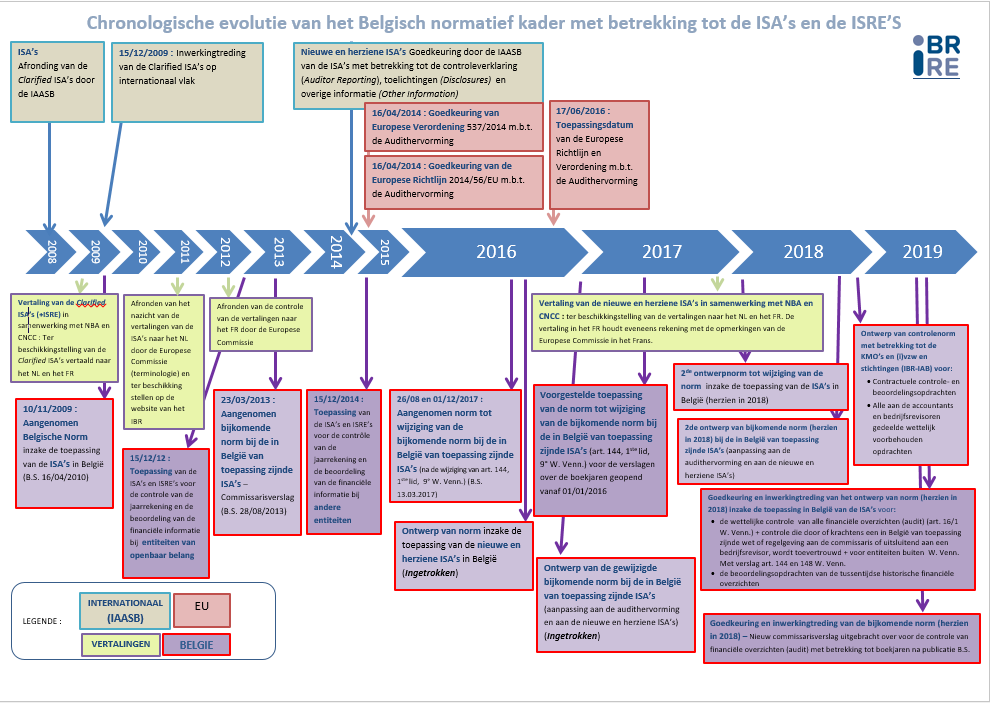 Chronologische evolutie van het Belgisch normatief kader met betrekking tot de ISA's en de ISRE'S
IBR
IRE
ISA's
Afronding van de
Clarified ISA's door
de IAASB
15/12/2009 : Inwerkingtreding
van de Clarified ISA's op
internationaal vlak
Nieuwe en herziene ISA's Goedkeuring door de IAASB
van de ISA's met betrekking tot de controleverklaring
(Auditor Reporting), toelichtingen (Disclosures) en
overige informatie (Other Information)
16/04/2014 : Goedkeuring van
Europese Verordening 537/2014 m.b.t.
de Audithervorming
16/04/2014 : Goedkeuring van de
Europese Richtlijn 2014/56/EU m.b.t.
de Audithervorming
17/06/2016 :
Toepassingsdatum
van de Europese
Richtlijn en
Verordening m.b.t.
de Audithervorming
2008
2009
2010
2011
2012
2013
2014
2015
2016
2017
2018
2019
Vertaling van de Clarified
ISA's (+ISRE) in
samenwerking met NBA en
CNCC : Ter
beschikkingstelling van de
Clarified ISA's vertaald naar
het NL en het FR
Afronden van het
nazicht van de
vertalingen van de
ISA's naar het NL
door de Europese
Commissie
(terminologie) en
ter beschikking
stellen op de
website van het
IBR
Afronden van de controle
van de vertalingen naar
het FR door de Europese
Commissie
Vertaling van de nieuwe en herziene ISA's in samenwerking met NBA en
CNCC : ter beschikkingstelling van de vertalingen naar het NL en het FR. De
vertaling in het FR houdt eveneens rekening met de opmerkingen van de
Europese Commissie in het Frans.
10/11/2009 :
Aangenomen
Belgische Norm
inzake de toepassing
van de ISA's in België
(B.S. 16/04/2010)
15/12/12 :
Toepassing van de
ISA's en ISRE's voor
de controle van de
jaarrekening en de
beoordeling van de
financiële informatie
bij entiteiten van
openbaar belang
23/03/2013 :
Aangenomen
bijkomende
norm bij de in
België van
toepassing zijnde
ISA's –
Commissarisverslag
(B.S. 28/08/2013)
15/12/2014 :
Toepassing van
de ISA's en ISRE's
voor de contrôle
van de
jaarrekening en
de beoordeling
van de financiële
informatie bij
andere
entiteiten
26/08 en 01/12/2017 :
Aangenomen norm tot
wijziging van de
bijkomende norm bij de in
België van toepassing zijnde
ISA's (na de wijziging van art. 144,
1ste lid, 9° W. Venn.) (B.S.
13.03.2017)
Ontwerp van norm inzake de
toepassing van de nieuwe en
herziene ISA's in België
(Ingetrokken)
Voorgestelde toepassing
van de norm tot wijziging
van de bijkomende norm bij
de in België van toepassing
zijnde ISA's (art. 144, 1ste lid,
9° W. Venn.) voor de verslagen
over de boekjaren geopend
vanaf 01/01/2016
Ontwerp van de gewijzigde
bijkomende norm bij de in België
van toepassing zijnde ISA's
(aanpassing aan de audithervorming
en aan de nieuwe en herziene ISA's)
(Ingetrokken)
2de ontwerpnorm tot wijziging van de
norm inzake de toepassing van de ISA's in
België (herzien in 2018)
2de ontwerp van bijkomende norm (herzien
in 2018) bij de in België van toepassing
zijnde ISA's (aanpassing aan de
audithervorming en aan de nieuwe en
herziene ISA's)
Ontwerp van controlenorm
met betrekking tot de
KMO's en (i)vzw en
stichtingen (IBR-IAB) voor:
• Contractuele controle- en
beoordelingsopdrachten
• Alle aan de accountants
en bedrijfsrevisoren
gedeelde wettelijk
voorbehouden
opdrachten
Goedkeuring en inwerkingtreding van het ontwerp van norm (herzien in
2018) inzake de toepassing in België van de ISA's voor:
• de wettelijke controle van alle financiële overzichten (audit) (art. 16/1
W. Venn.) + controle die door of krachtens een in België van toepassing
zijnde wet of regelgeving aan de commissaris of uitsluitend aan een
bedrijfsrevisor, wordt toevertrouwd + voor entiteiten buiten W. Venn.
Met verslag art. 144 en 148 W. Venn.
• de beoordelingsopdrachten van de tussentijdse historische financiële
overzichten
Goedkeuring en inwerkingtreding van de bijkomende norm (herzien
in 2018) – Nieuw commissarisverslag uitgebracht over voor de controle van
financiële overzichten (audit) met betrekking tot boekjaren na publicatie B.S.
LEGENDE :
INTERNATIONAAL
(IAASB)
EU
VERTALINGEN
BELGIE